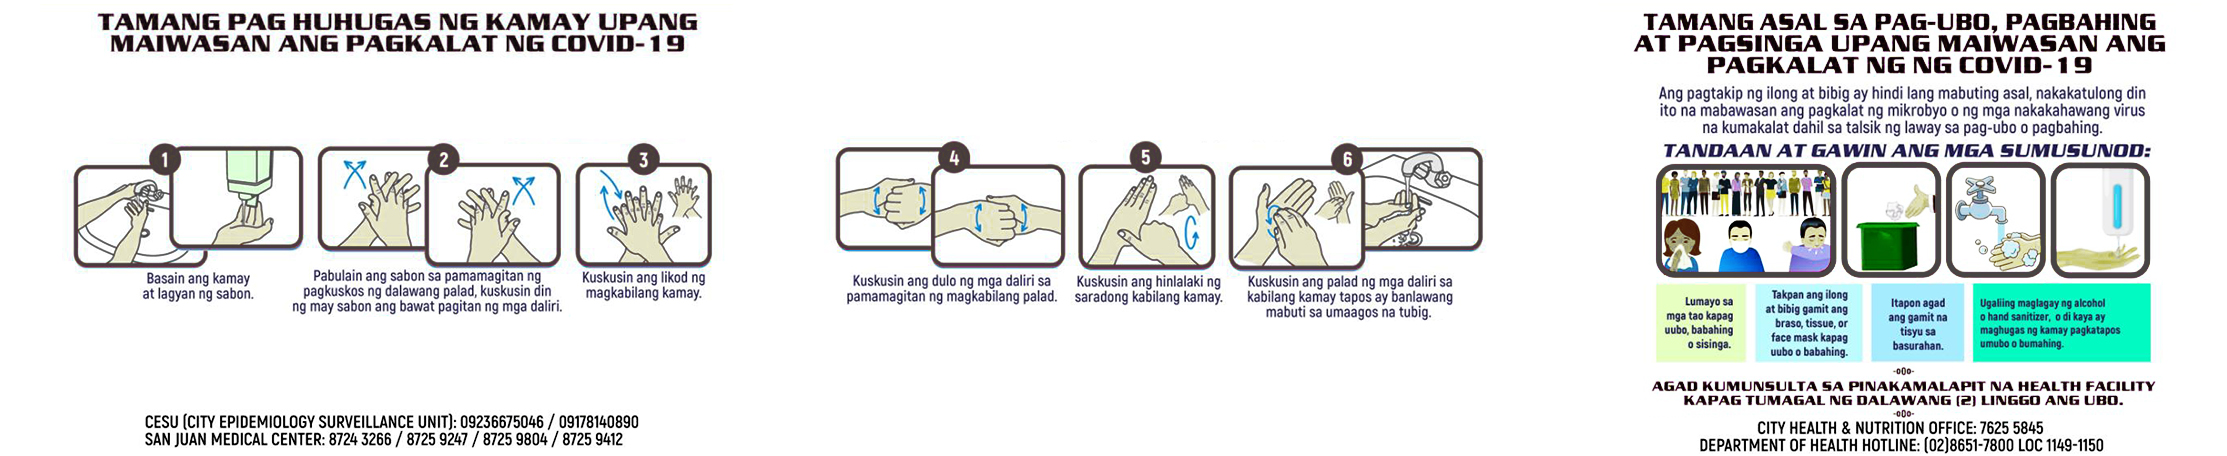 TAMANG PAG HUHUGAS NG KAMAY UPANG
MAIWASAN ANG PAGKALAT NG COVID-19
1
Basain ang kamay
at lagyan ng sabon.
2
Pabulain ang sabon sa pamamagitan ng
pagkuskos ng dalawang palad, kuskusin din
ng may sabon ang bawat pagitan ng mga daliri.
3
Kuskusin ang likod ng
magkabilang kamay.
4
Kuskusin ang dulo ng mga daliri sa
pamamagitan ng magkabilang palad.
5
Kuskusin ang hinlalaki ng
saradong kabilang kamay.
6
Kuskusin ang palad ng mga daliri sa
kabilang kamay tapos ay banlawang
mabuti sa umaagos na tubig.
CESU (CITY EPIDEMIOLOGY SURVEILLANCE UNIT): 09236675046 / 09178140890
SAN JUAN MEDICAL CENTER: 8724 3266 / 8725 9247 / 8725 9804 / 8725 9412
TAMANG ASAL SA PAG-UBO, PAGBAHING
AT PAGSINGA UPANG MAIWASAN ANG
PAGKALAT NG NG COVID-19
Ang pagtakip ng ilong at bibig ay hindi lang mabuting asal, nakakatulong din
ito na mabawasan ang pagkalat ng mikrobyo o ng mga nakakahawang virus
na kumakalat dahil sa talsik ng laway sa pag-ubo o pagbahing.
TANDAAN AT GAWIN ANG MGA SUMUSUNOD:
Lumayo sa
mga tao kapag
uubo, babahing
o sisinga.
Takpan ang ilong
at bibig gamit ang
braso, tissue, or
face mask kapag
uubo o babahing.
Itapon agad
ang gamit na
tisyu sa
basurahan.
Ugaliing maglagay ng alcohol
o hand sanitizer, o di kaya ay
maghugas ng kamay pagkatapos
umubo o bumahing.
-o0o-
AGAD KUMUNSULTA SA PINAKAMALAPIT NA HEALTH FACILITY
KAPAG TUMAGAL NG DALAWANG (2) LINGGO ANG UBO.
-o0o-
CITY HEALTH & NUTRITION OFFICE: 7625 5845
DEPARTMENT OF HEALTH HOTLINE: (02)8651-7800 LOC 1149-1150